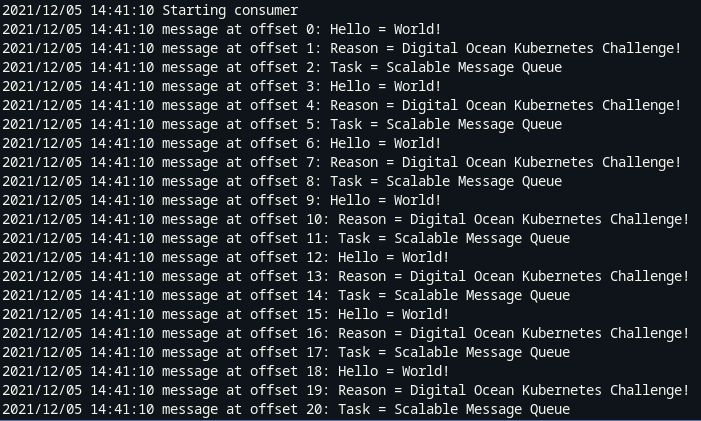 2021/12/05 14:41:10 Starting consumer
2021/12/05 14:41:10 message at offset 0: Hello = World!
2021/12/05 14:41:10 message at offset 1: Reason = Digital Ocean Kubernetes Challenge!
2021/12/05 14:41:10 message at offset 2: Task = Scalable Message Queue
2021/12/05 14:41:10 message at offset 3: Hello = World!
2021/12/05 14:41:10 message at offset 4: Reason = Digital Ocean Kubernetes Challenge!
2021/12/05 14:41:10 message at offset 5: Task = Scalable Message Queue
2021/12/05 14:41:10 message at offset 6: Hello = World!
2021/12/05 14:41:10 message at offset 7: Reason = Digital Ocean Kubernetes Challenge!
2021/12/05 14:41:10 message at offset 8: Task = Scalable Message Queue
2021/12/05 14:41:10 message at offset 9: Hello = World!
2021/12/05 14:41:10 message at offset 10: Reason = Digital Ocean Kubernetes Challenge!
2021/12/05 14:41:10 message at offset 11: Task = Scalable Message Queue
2021/12/05 14:41:10 message at offset 12: Hello = World!
2021/12/05 14:41:10 message at offset 13: Reason = Digital Ocean Kubernetes Challenge!
2021/12/05 14:41:10 message at offset 14: Task = Scalable Message Queue
2021/12/05 14:41:10 message at offset 15: Hello = World!
2021/12/05 14:41:10 message at offset 16: Reason = Digital Ocean Kubernetes Challenge!
2021/12/05 14:41:10 message at offset 17: Task = Scalable Message Queue
2021/12/05 14:41:10 message at offset 18: Hello = World!
2021/12/05 14:41:10 message at offset 19: Reason = Digital Ocean Kubernetes Challenge!
2021/12/05 14:41:10 message at offset 20: Task = Scalable Message Queue